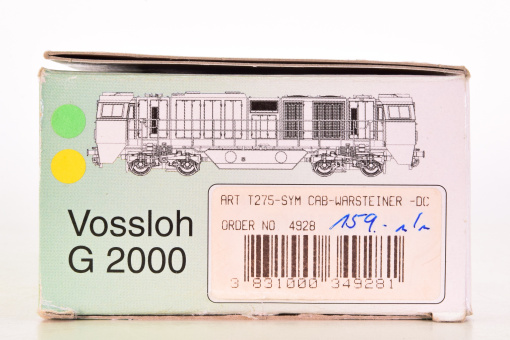 ART T275-SYM CAB-WARSTEINER -DC
ORDER NO 4928 159.-
3 831000 349281
Vossloh
G 2000